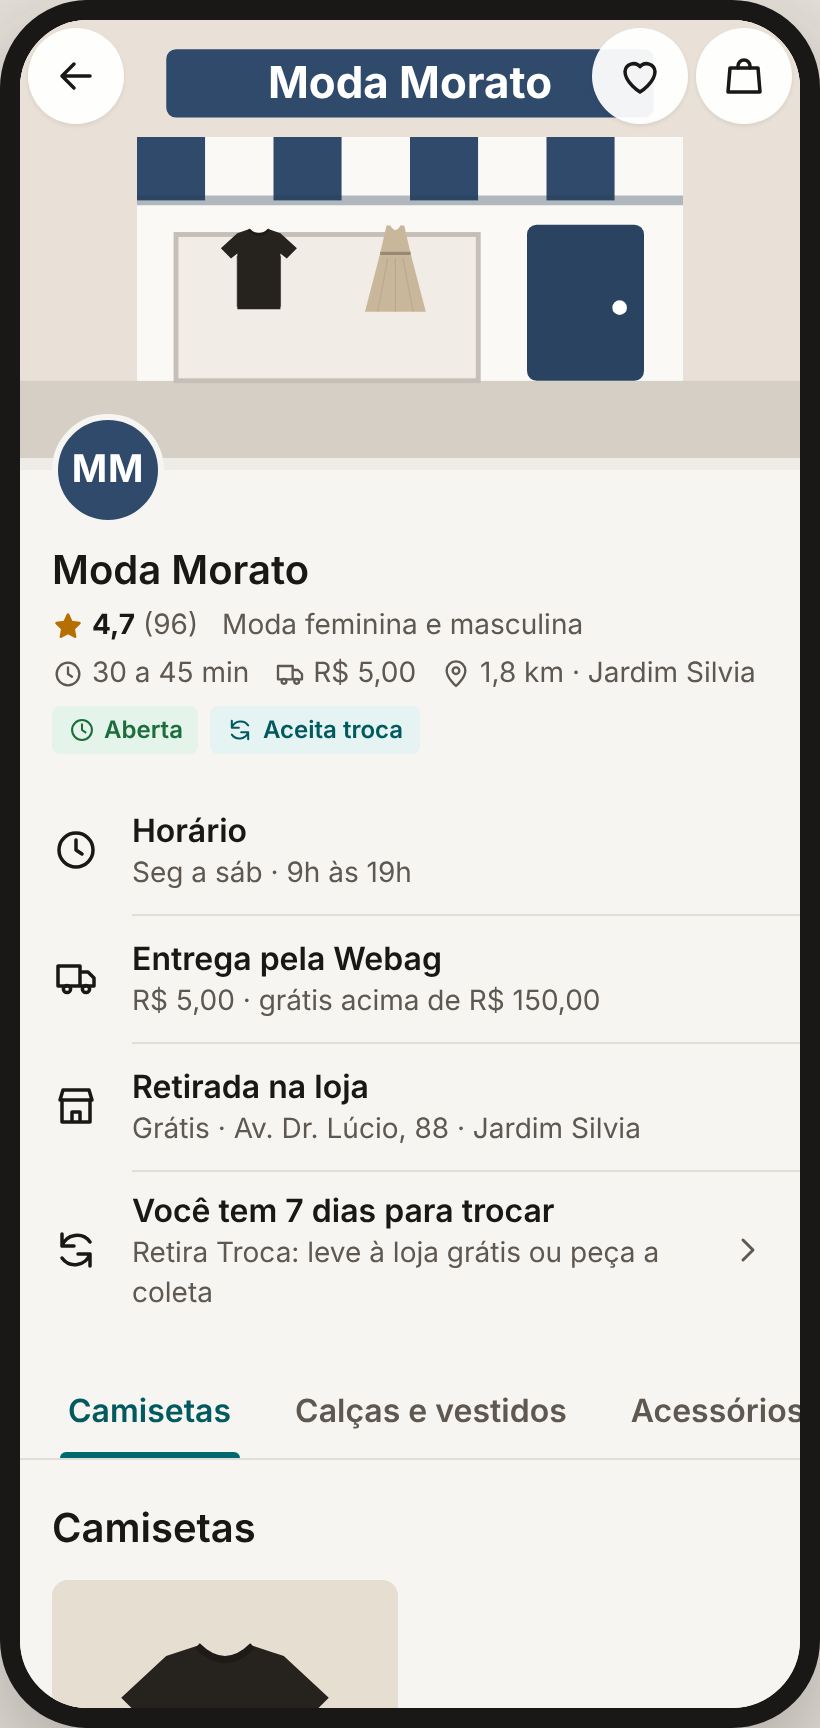 Moda Morato
MM
Moda Morato
4,7 (96) Moda feminina e masculina
30 a 45 min R$ 5,00 1,8 km · Jardim Silvia
Aberta Aceita troca
Horário
Seg a sáb · 9h às 19h
Entrega pela Webag
R$ 5,00 · grátis acima de R$ 150,00
Retirada na loja
Grátis · Av. Dr. Lúcio, 88 · Jardim Silvia
Você tem 7 dias para trocar
Retira Troca: leve à loja grátis ou peça a
coleta
Camisetas Calças e vestidos Acessórios
Camisetas